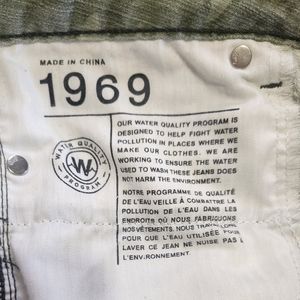 MADE IN CHINA
1969
WATER QUALITY
W
PROGRAM
OUR WATER QUALITY PROGRAM IS
DESIGNED TO HELP FIGHT WATER
POLLUTION IN PLACES WHERE WE
MAKE OUR CLOTHES. WE ARE
WORKING TO ENSURE THE WATER
USED TO WASH THESE JEANS DOES
NOT HARM THE ENVIRONMENT.
NOTRE PROGRAMME DE QUALITÉ
DE L'EAU VEILLE À COMBATTRE LA
POLLUTION DE L'EAU DANS LES
ENDROITS OÙ NOUS FABRIQUONS
NOS VÊTEMENTS. NOUS
POUR QUE L'EAU UTILISÉE POUR
LAVER CE JEAN NE NUISE PAS À
L'ENVIRONNEMENT.